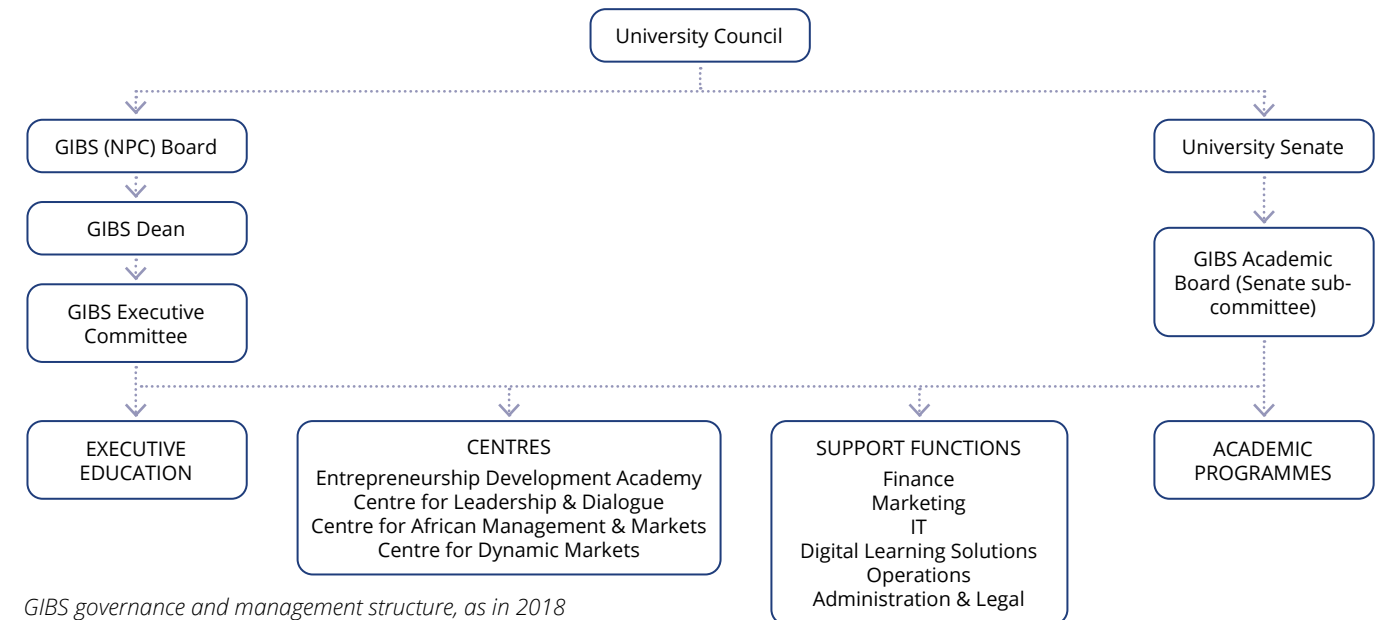 University Council
GIBS (NPC) Board
University Senate
GIBS Dean
GIBS Academic
Board (Senate sub-
committee)
GIBS Executive
Committee
EXECUTIVE
EDUCATION
CENTRES
Entrepreneurship Development Academy
Centre for Leadership & Dialogue
Centre for African Management & Markets
Centre for Dynamic Markets
SUPPORT FUNCTIONS
Finance
Marketing
IT
Digital Learning Solutions
Operations
Administration & Legal
ACADEMIC
PROGRAMMES
GIBS governance and management structure, as in 2018